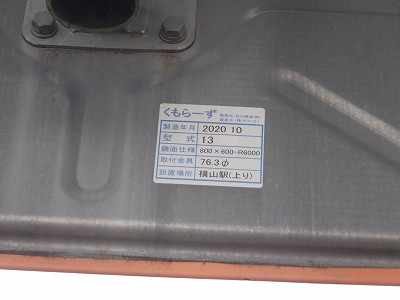 くもらーず
製造年月 2020 10
型式 13
鏡面仕様 800×600-R6000
取付金具 76.3φ
設置場所 横山駅(上り)